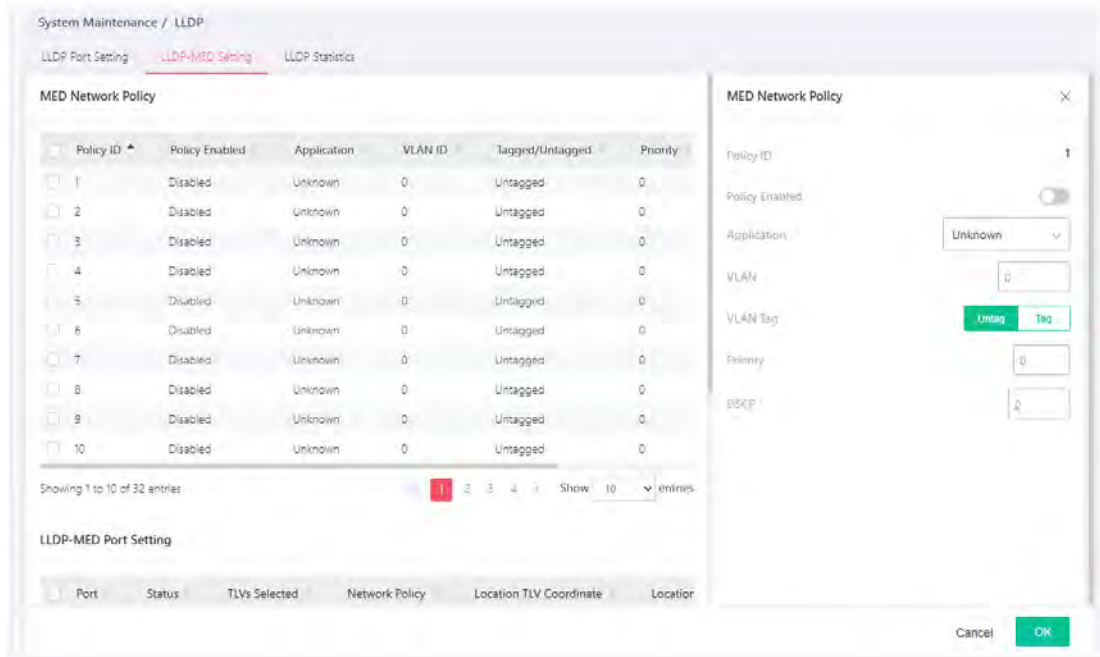 System Maintenance / LLDP
LLDP Port Setting LLDP-MED Setting LLDP Statistics
MED Network Policy
Policy ID Policy Enabled Application VLAN ID Tagged/Untagged Priority
1 Disabled Unknown 0 Untagged 0
2 Disabled Unknown 0 Untagged 0
3 Disabled Unknown 0 Untagged 0
4 Disabled Unknown 0 Untagged 0
5 Disabled Unknown 0 Untagged 0
6 Disabled Unknown 0 Untagged 0
7 Disabled Unknown 0 Untagged 0
8 Disabled Unknown 0 Untagged 0
9 Disabled Unknown 0 Untagged 0
10 Disabled Unknown 0 Untagged 0
Showing 1 to 10 of 32 entries 1 2 3 4 Show 10 entries
LLDP-MED Port Setting
Port Status TLVs Selected Network Policy Location TLV Coordinate Location
MED Network Policy
Policy ID 1
Policy Enabled
Application Unknown
VLAN 0
VLAN Tag Untag Tag
Priority 0
DSCP 0
Cancel OK